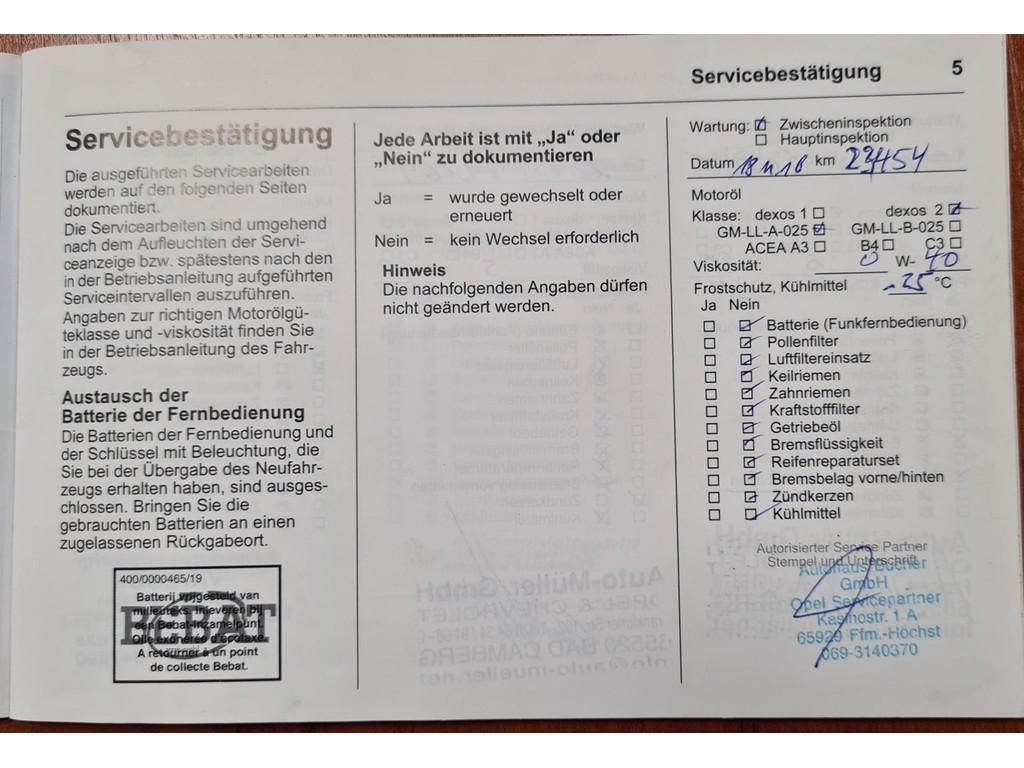 Servicebestätigung 5
Servicebestätigung
Die ausgeführten Servicearbeiten
werden auf den folgenden Seiten
dokumentiert.
Die Servicearbeiten sind umgehend
nach dem Aufleuchten der Servi-
ceanzeige bzw. spätestens nach den
in der Betriebsanleitung aufgeführten
Serviceintervallen auszuführen.
Angaben zur richtigen Motorölgü-
teklasse und -viskosität finden Sie
in der Betriebsanleitung des Fahr-
zeugs.
Austausch der
Batterie der Fernbedienung
Die Batterien der Fernbedienung und
der Schlüssel mit Beleuchtung, die
Sie bei der Übergabe des Neufahr-
zeugs erhalten haben, sind ausges-
chlossen. Bringen Sie die
gebrauchten Batterien an einen
zugelassenen Rückgabeort.
400/0000465/19
Batterij vrijgesteld van
milieutaks. Inleveren bij
een Bebat-inzamelpunt.
Pile exonérée d'écotaxe.
A retourner à un point
de collecte Bebat.
Jede Arbeit ist mit „Ja“ oder
„Nein“ zu dokumentieren
Ja = wurde gewechselt oder
erneuert
Nein = kein Wechsel erforderlich
Hinweis
Die nachfolgenden Angaben dürfen
nicht geändert werden.
Wartung: Zwischeninspektion
Hauptinspektion
Datum km
Motoröl
Klasse: dexos 1 dexos 2
GM-LL-A-025 GM-LL-B-025
ACEA A3 B4 C3
Viskosität: 0 W- 40
Frostschutz, Kühlmittel -25 °C
Ja Nein
Batterie (Funkfernbedienung)
Pollenfilter
Luftfiltereinsatz
Keilriemen
Zahnriemen
Kraftstofffilter
Getriebeöl
Bremsflüssigkeit
Reifenreparaturset
Bremsbelag vorne/hinten
Zündkerzen
Kühlmittel
Autorisierter Service Partner
Stempel und Unterschrift
Autohaus Bücher
GmbH
Opel Servicepartner
Kasinostr. 1 A
65929 Ffm.-Höchst
069-3140370